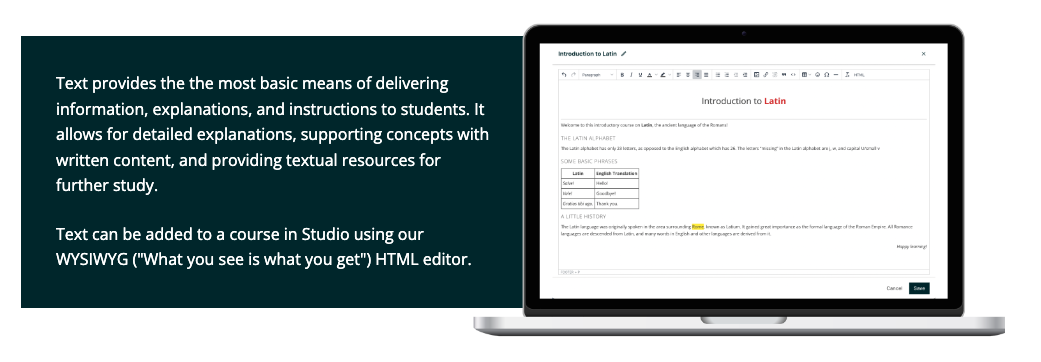 Text provides the the most basic means of delivering
information, explanations, and instructions to students. It
allows for detailed explanations, supporting concepts with
written content, and providing textual resources for
further study.
Text can be added to a course in Studio using our
WYSIWYG ("What you see is what you get") HTML editor.
Introduction to Latin
Paragraph
B I U A HTML
Introduction to Latin
Welcome to this introductory course on Latin, the ancient language of the Romans!
THE LATIN ALPHABET
The Latin alphabet has only 23 letters, as opposed to the English alphabet which has 26. The letters "missing" in the Latin alphabet are j, w, and capital
SOME BASIC PHRASES
Latin English Translation
Salve! Hello!
Vale! Goodbye!
Gratias tibi ago. Thank you.
A LITTLE HISTORY
The Latin language was originally spoken in the area surrounding Rome, known as Latium. It gained great importance as the formal language of the Roman Empire. All Romance
languages are descended from Latin, and many words in English and other languages are derived from it.
Happy learning!
Cancel Save